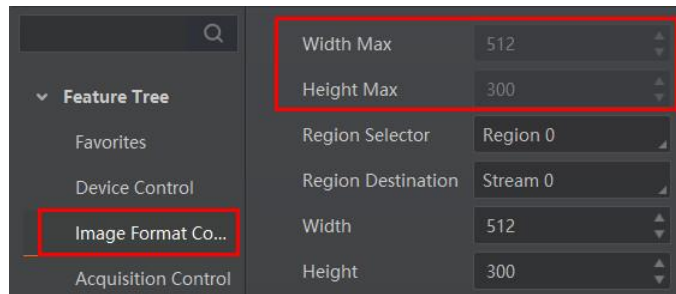 Width Max 512
Height Max 300
Feature Tree
Favorites
Region Selector Region 0
Device Control
Region Destination Stream 0
Image Format Co...
Width 512
Acquisition Control
Height 300